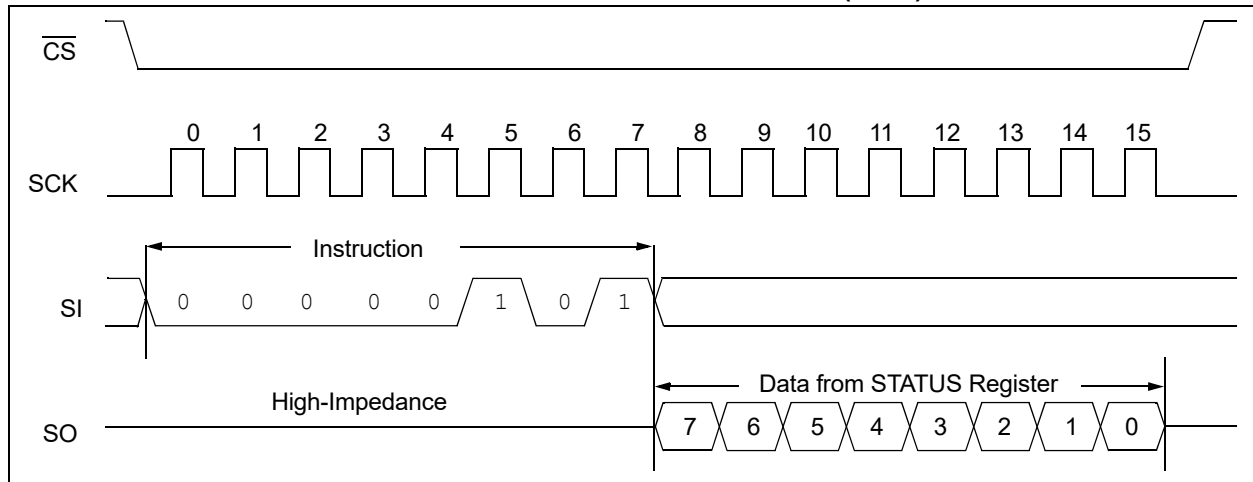 CS
0 1 2 3 4 5 6 7 8 9 10 11 12 13 14 15
SCK
Instruction
SI 0 0 0 0 0 1 0 1
Data from STATUS Register
High-Impedance
SO 7 6 5 4 3 2 1 0